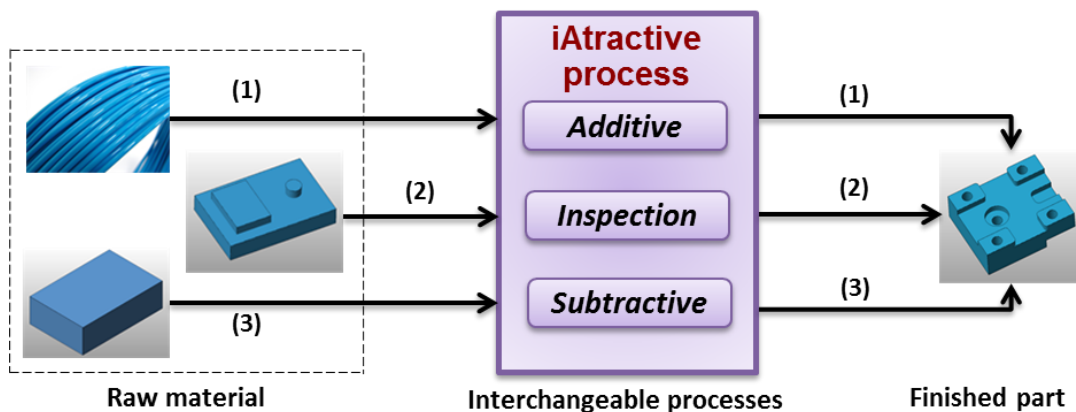 iAtractive
process
(1)
(1)
Additive
(2)
(2)
Inspection
(3)
(3)
Subtractive
Raw material
Interchangeable processes
Finished part